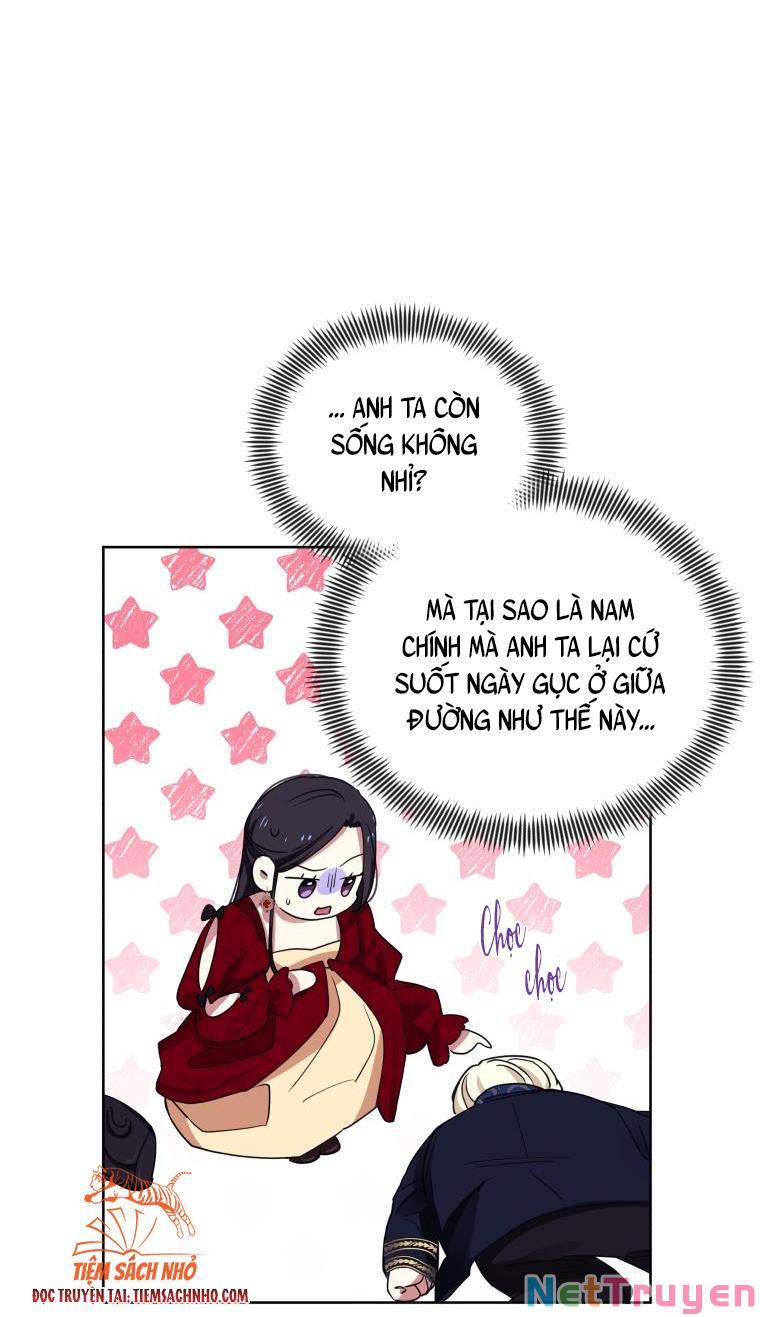 ... ANH TA CÒN
SỐNG KHÔNG
NHỈ?
MÀ TẠI SAO LÀ NAM
CHÍNH MÀ ANH TA LẠI CỨ
SUỐT NGÀY GỤC Ở GIỮA
ĐƯỜNG NHƯ THẾ NÀY...
Chọc
chọc
TIỆM SÁCH NHỎ
ĐỌC TRUYỆN TẠI: TIEMSACHNHO.COM
NetTruyen